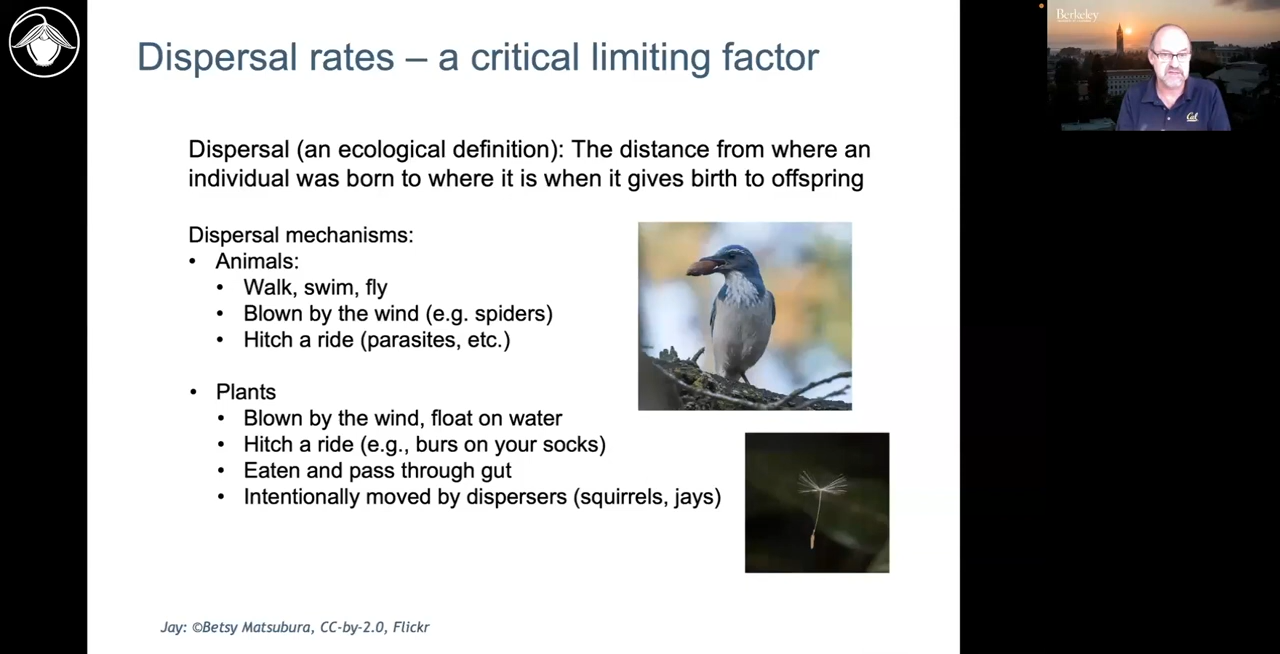 Dispersal rates – a critical limiting factor
Berkeley
Cal
Dispersal (an ecological definition): The distance from where an
individual was born to where it is when it gives birth to offspring
Dispersal mechanisms:
• Animals:
• Walk, swim, fly
• Blown by the wind (e.g. spiders)
• Hitch a ride (parasites, etc.)
• Plants
• Blown by the wind, float on water
• Hitch a ride (e.g., burs on your socks)
• Eaten and pass through gut
• Intentionally moved by dispersers (squirrels, jays)
Jay: ©Betsy Matsubura, CC-by-2.0, Flickr